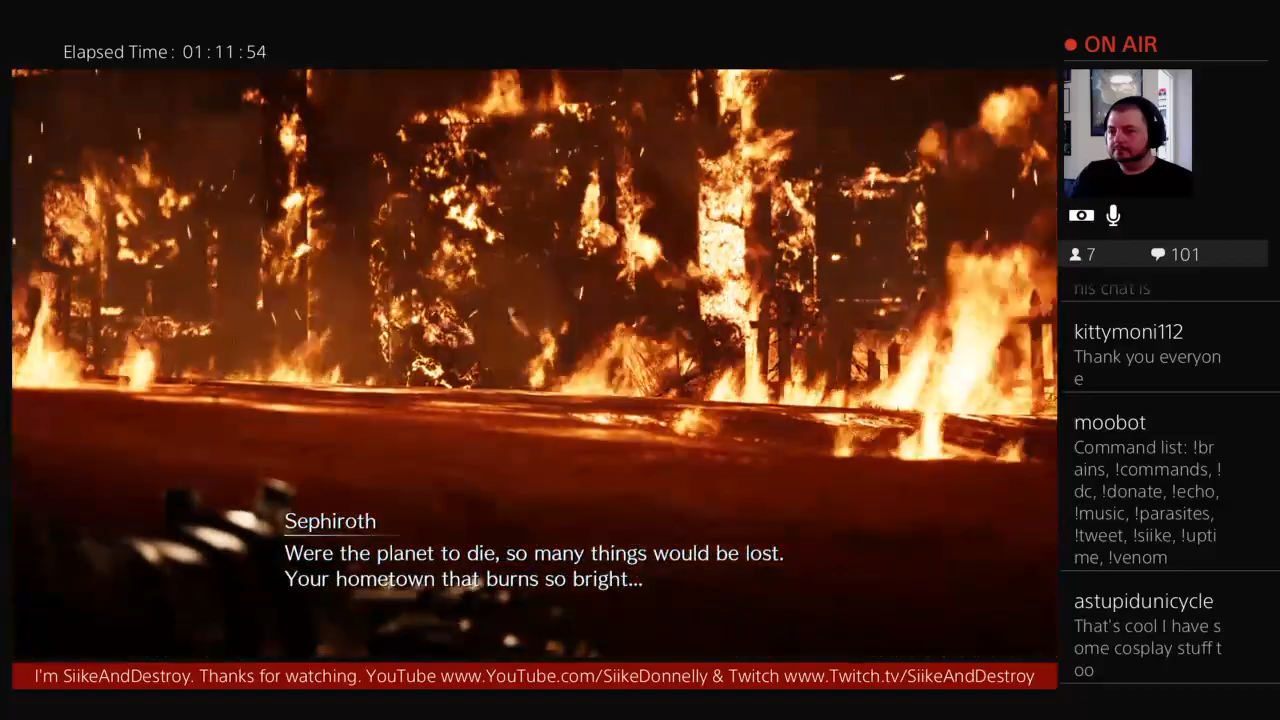 Elapsed Time: 01:11:54
ON AIR
7
101
his chat is
kittymoni112
Thank you everyon
e
moobot
Command list: !br
ains, !commands, !
dc, !donate, !echo,
!music, !parasites,
!tweet, !siike, !upti
me, !venom
astupidunicycle
That's cool I have s
ome cosplay stuff t
oo
Sephiroth
Were the planet to die, so many things would be lost.
Your hometown that burns so bright...
I'm SiikeAndDestroy. Thanks for watching. YouTube www.YouTube.com/SiikeDonnelly & Twitch www.Twitch.tv/SiikeAndDestroy